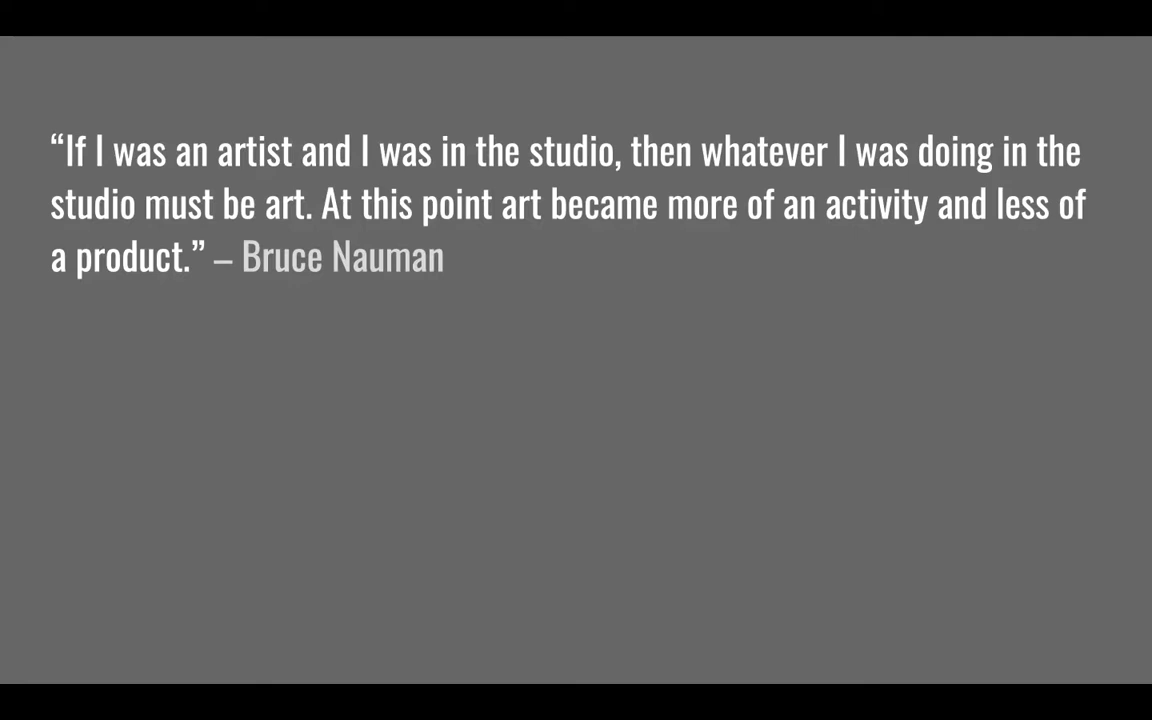 “If I was an artist and I was in the studio, then whatever I was doing in the
studio must be art. At this point art became more of an activity and less of
a product.” – Bruce Nauman